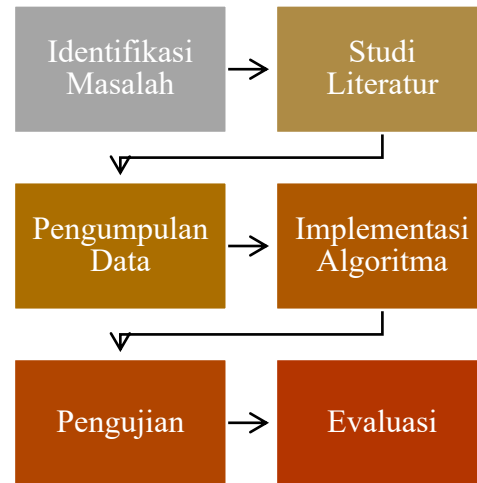 Identifikasi
Masalah
Studi
Literatur
Pengumpulan
Data
Implementasi
Algoritma
Pengujian
Evaluasi